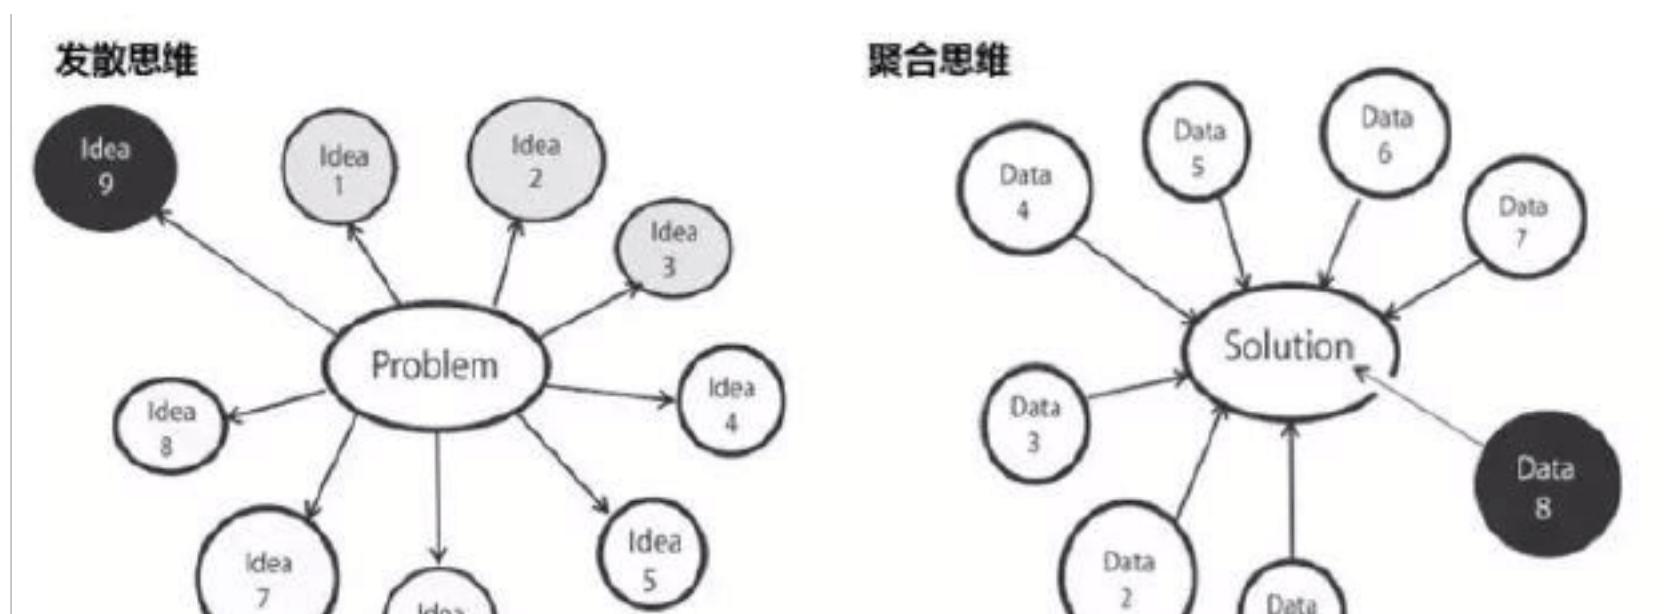 发散思维
Idea
9
Idea
1
Idea
2
Idea
3
Problem
Idea
4
Idea
8
Idea
5
Idea
7
Idea
聚合思维
Data
4
Data
5
Data
6
Data
7
Solution
Data
3
Data
8
Data
2
Data